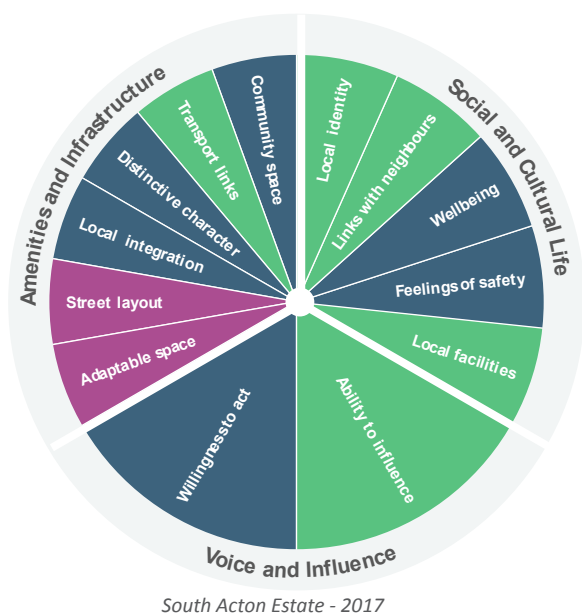 Amenities and Infrastructure
Social and Cultural Life
Voice and Influence
Community space
Transport links
Distinctive character
Local integration
Street layout
Adaptable space
Local identity
Links with neighbours
Wellbeing
Feelings of safety
Local facilities
Willingness to act
Ability to influence
South Acton Estate - 2017